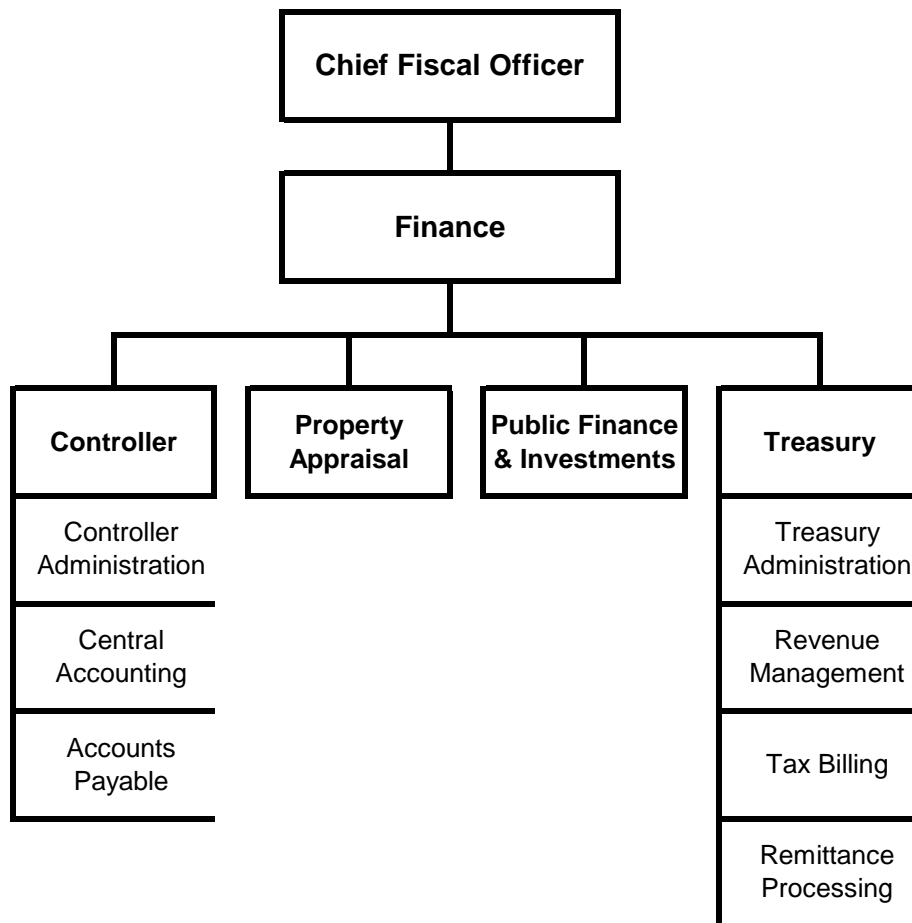 Chief Fiscal Officer
Finance
Controller
Property
Appraisal
Public Finance
& Investments
Treasury
Controller
Administration
Central
Accounting
Accounts
Payable
Treasury
Administration
Revenue
Management
Tax Billing
Remittance
Processing